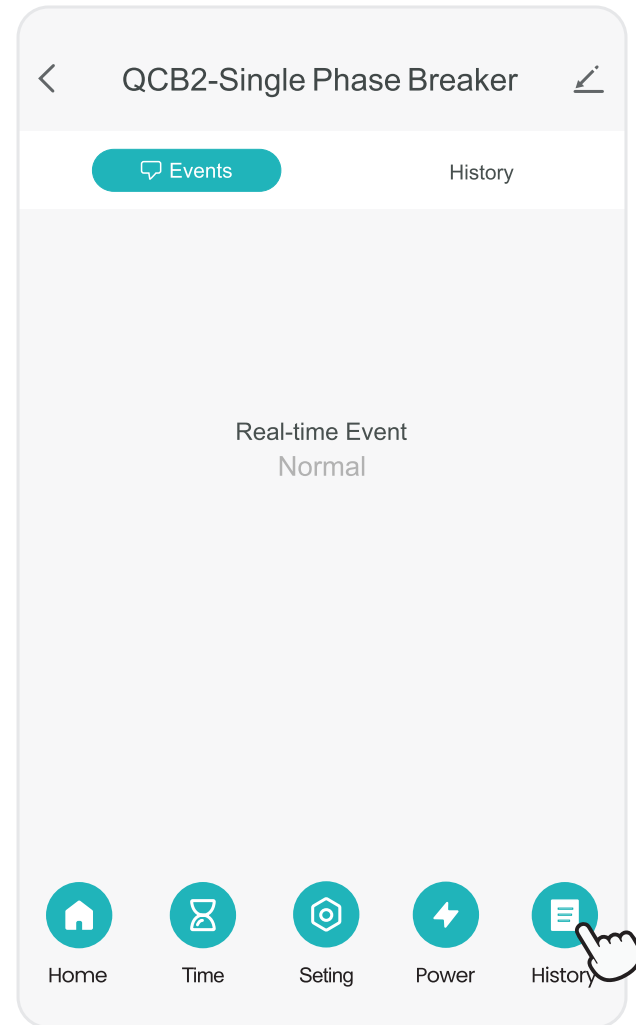 QCB2-Single Phase Breaker
Events History
Real-time Event
Normal
Home Time Seting Power History